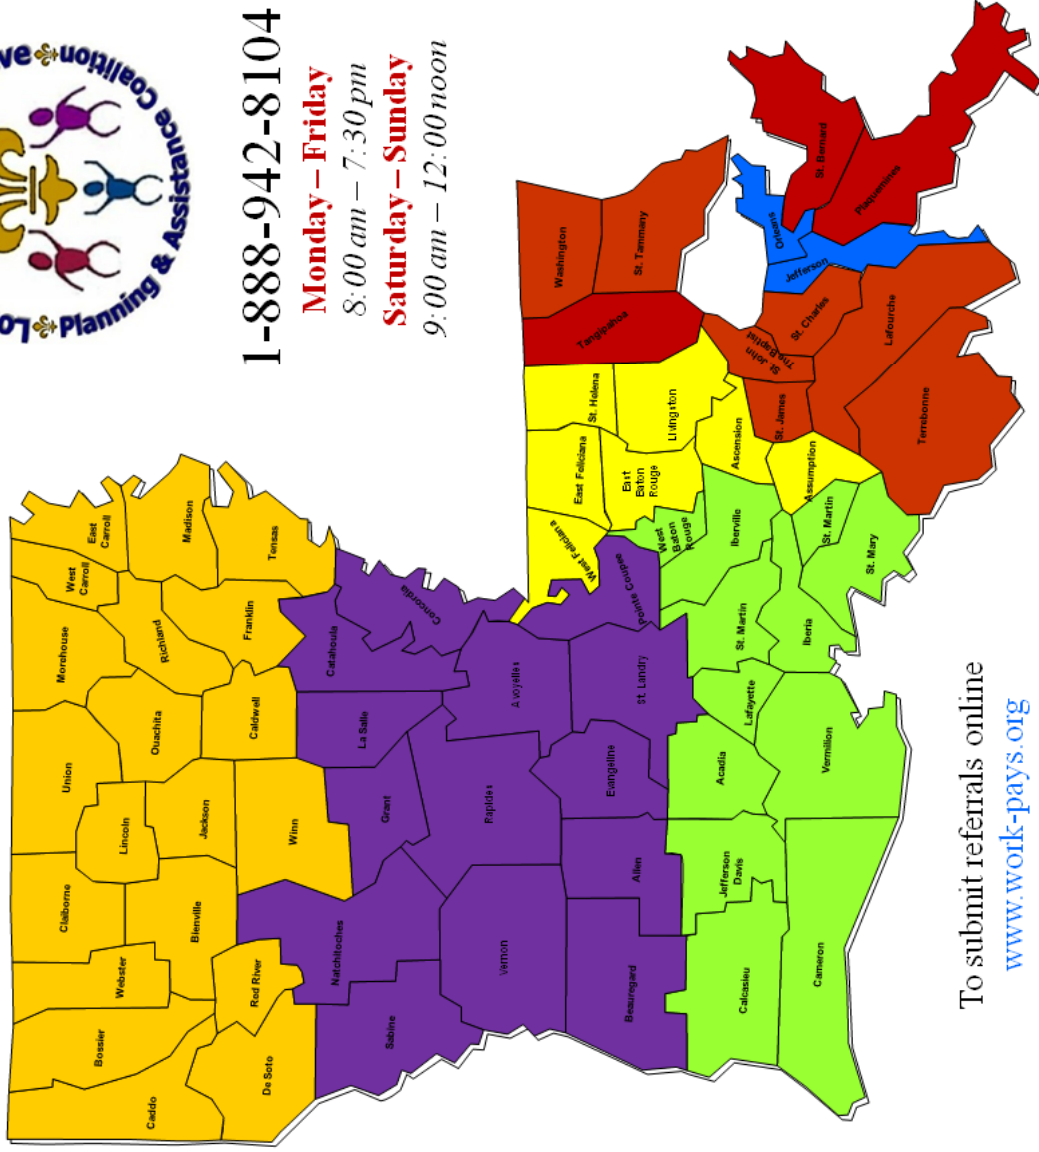 ve ⚜ Planning & Assistance Coalition ⚜ Lo
1-888-942-8104
Monday – Friday
8:00 am – 7:30 pm
Saturday – Sunday
9:00 am – 12:00 noon
Caddo
Bossier
Webster
Claiborne
Union
Morehouse
West
Carroll
East
Carroll
Lincoln
Bienville
Jackson
Ouachita
Richland
Madison
De Soto
Red River
Winn
Caldwell
Franklin
Tensas
Sabine
Natchitoches
Grant
La Salle
Catahoula
Concordia
Vernon
Rapides
Avoyelles
Beauregard
Allen
Evangeline
St. Landry
Pointe Coupee
West Feliciana
East Feliciana
St. Helena
Tangipahoa
Washington
St. Tammany
East
Baton
Rouge
Livingston
West
Baton
Rouge
Calcasieu
Jefferson
Davis
Acadia
Lafayette
St. Martin
Iberville
Ascension
St. James
St. John
The Baptist
St. Charles
Jefferson
Orleans
St. Bernard
Plaquemines
Cameron
Vermilion
Iberia
St. Martin
St. Mary
Assumption
Lafourche
Terrebonne
To submit referrals online
www.work-pays.org